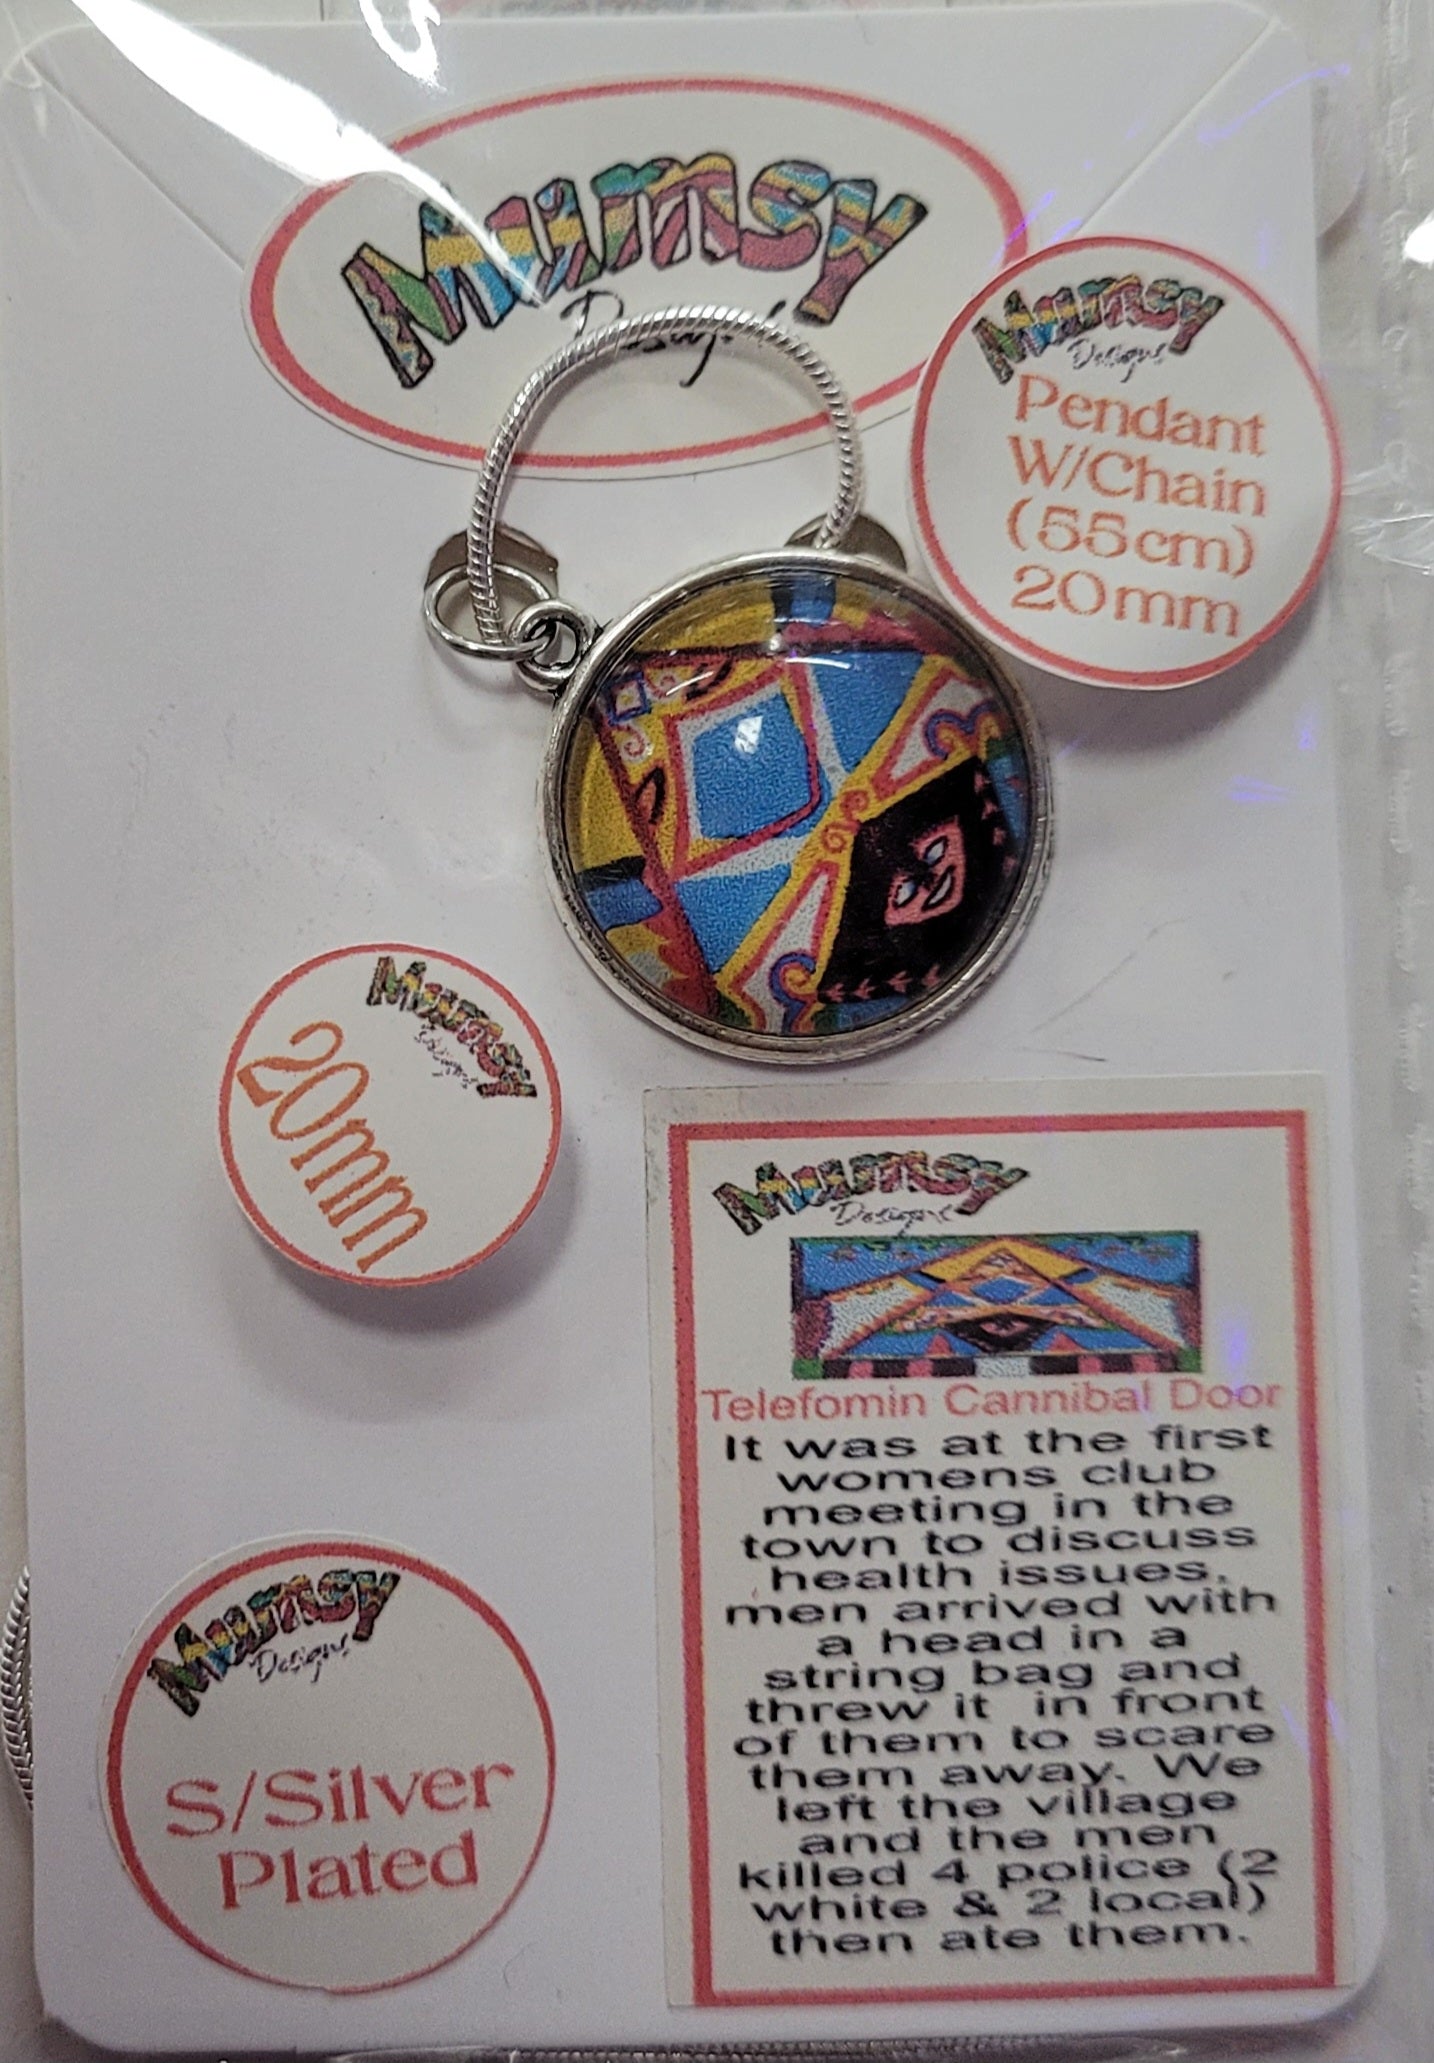 Mumsy
Designs
Mumsy
Designs
Pendant
W/Chain
(55cm)
20mm
Mumsy
Designs
20mm
Mumsy
Designs
Telefomin Cannibal Door
It was at the first
womens club
meeting in the
town to discuss
health issues,
men arrived with
a head in a
string bag and
threw it in front
of them to scare
them away. We
left the village
and the men
killed 4 police (2
white & 2 local)
then ate them.
Mumsy
Designs
S/Silver
Plated